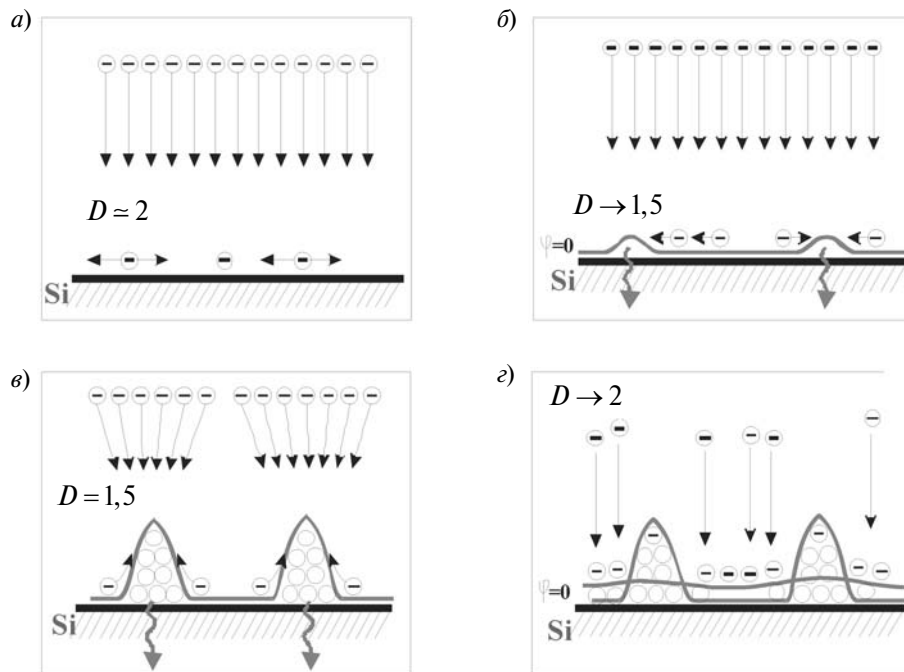 а)
D ≃ 2
Si
б)
D → 1,5
φ=0
Si
в)
D = 1,5
Si
г)
D → 2
φ=0
Si